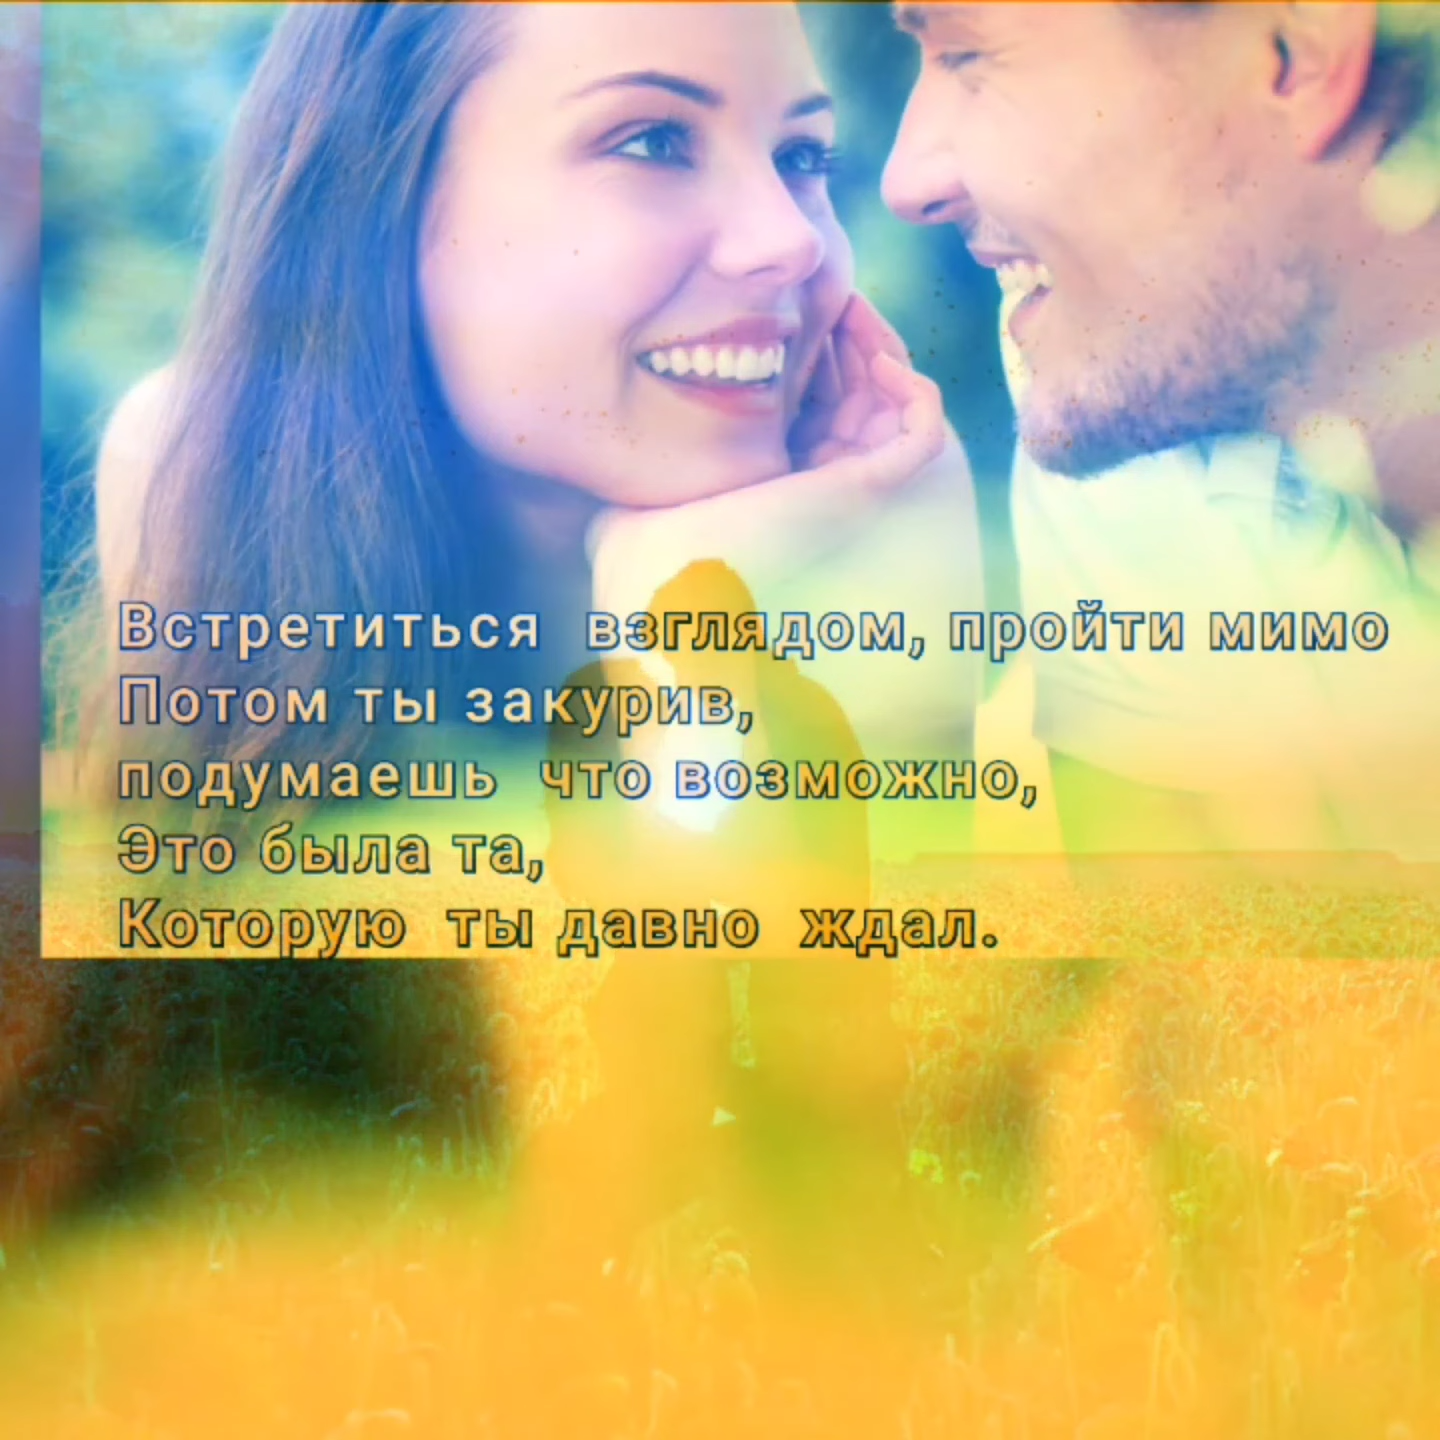 Встретиться взглядом, пройти мимо
Потом ты закурив,
подумаешь что возможно,
Это была та,
Которую ты давно ждал.